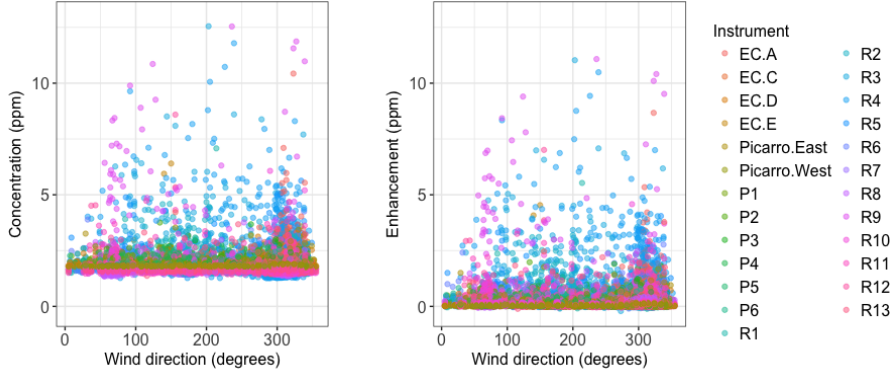 Concentration (ppm)
10
5
0
0 100 200 300
Wind direction (degrees)
Enhancement (ppm)
10
5
0
0 100 200 300
Wind direction (degrees)
Instrument
EC.A
EC.C
EC.D
EC.E
Picarro.East
Picarro.West
P1
P2
P3
P4
P5
P6
R1
R2
R3
R4
R5
R6
R7
R8
R9
R10
R11
R12
R13